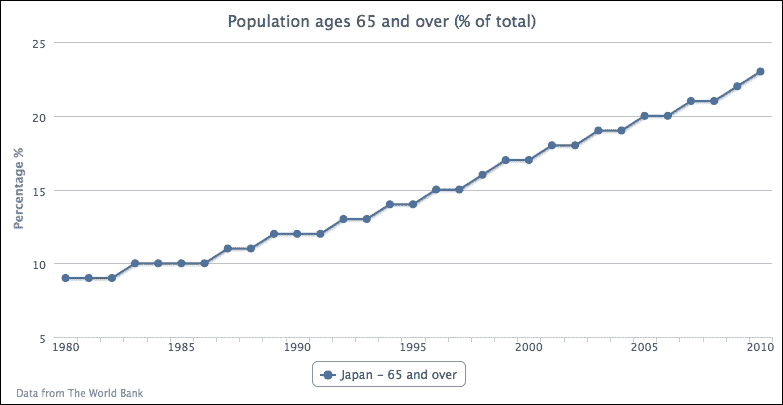 Population ages 65 and over (% of total)
Percentage %
25
20
15
10
5
1980 1985 1990 1995 2000 2005 2010
Japan – 65 and over
Data from The World Bank